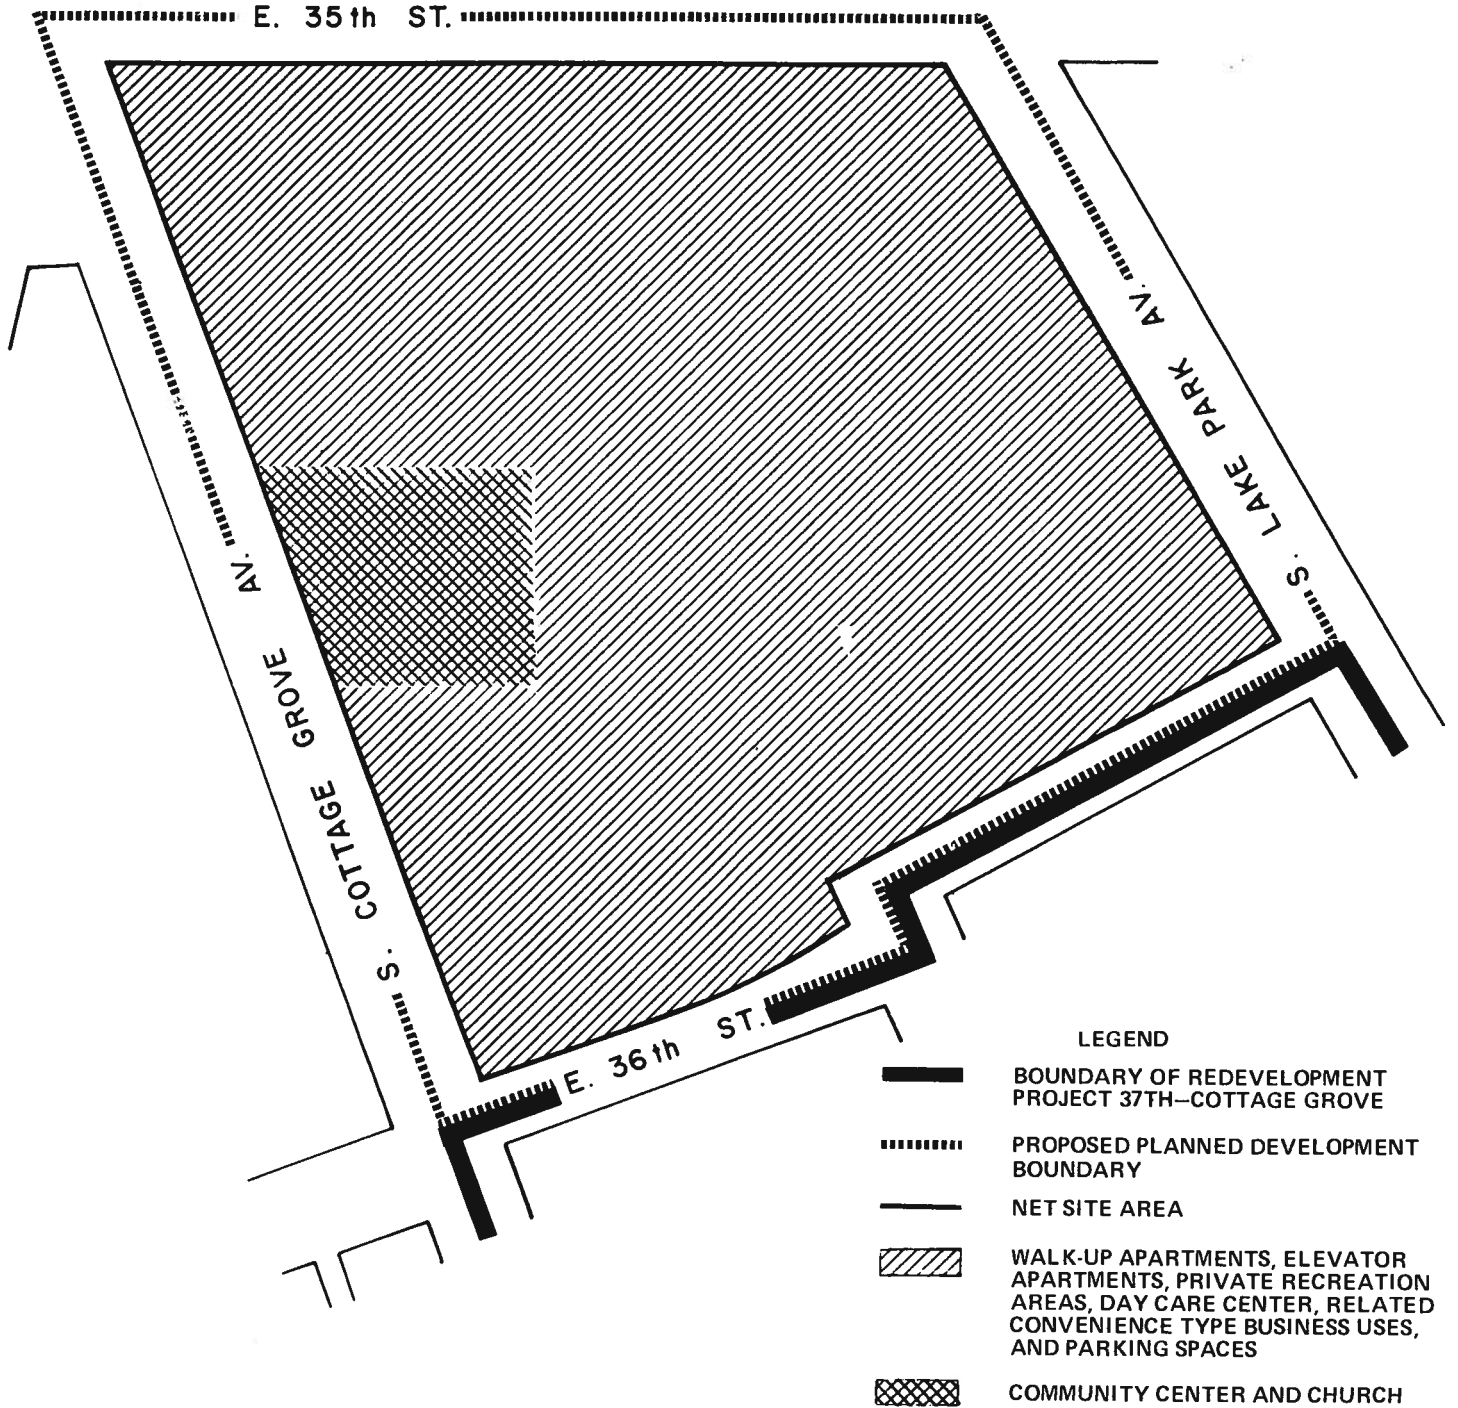 E. 35th ST.
S. LAKE PARK AV.
S. COTTAGE GROVE AV.
E. 36th ST.
LEGEND
BOUNDARY OF REDEVELOPMENT
PROJECT 37TH–COTTAGE GROVE
PROPOSED PLANNED DEVELOPMENT
BOUNDARY
NET SITE AREA
WALK-UP APARTMENTS, ELEVATOR
APARTMENTS, PRIVATE RECREATION
AREAS, DAY CARE CENTER, RELATED
CONVENIENCE TYPE BUSINESS USES,
AND PARKING SPACES
COMMUNITY CENTER AND CHURCH